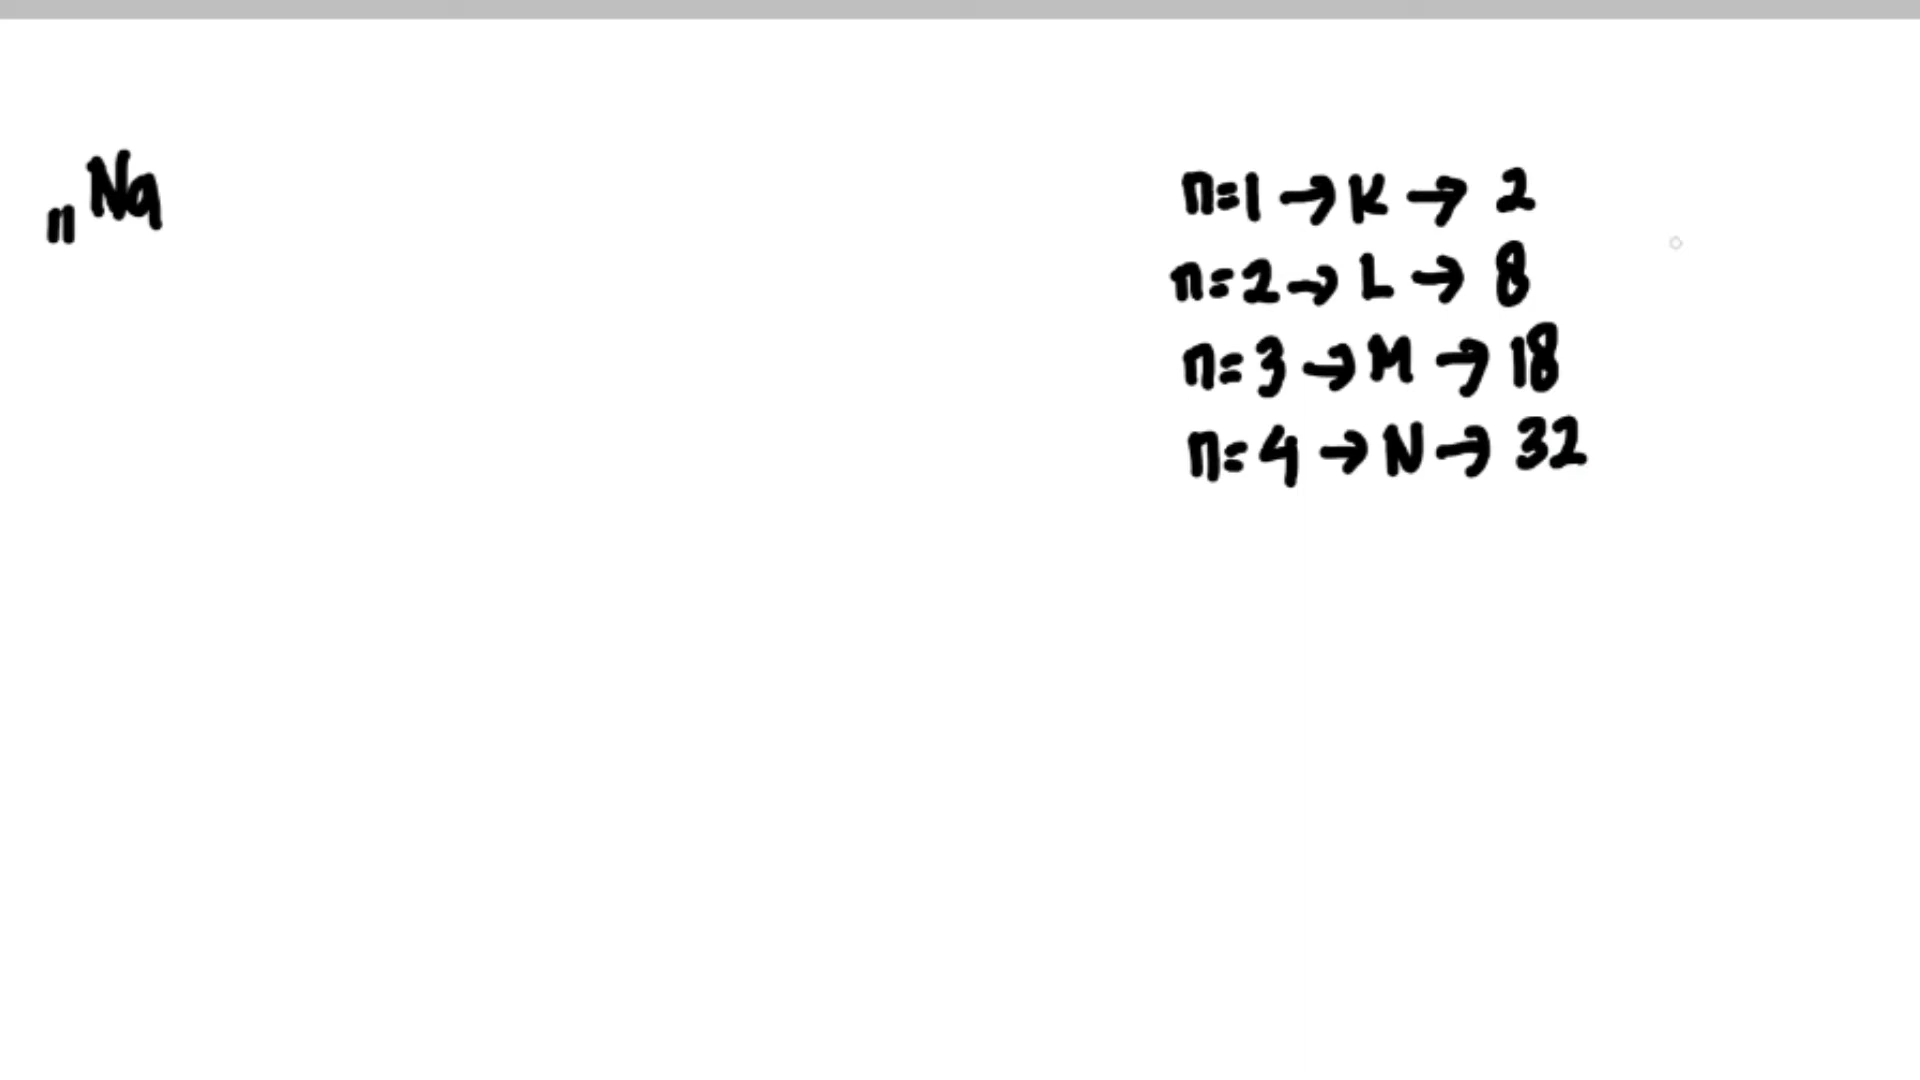 11Na
n=1 → K → 2
n=2 → L → 8
n=3 → M → 18
n=4 → N → 32